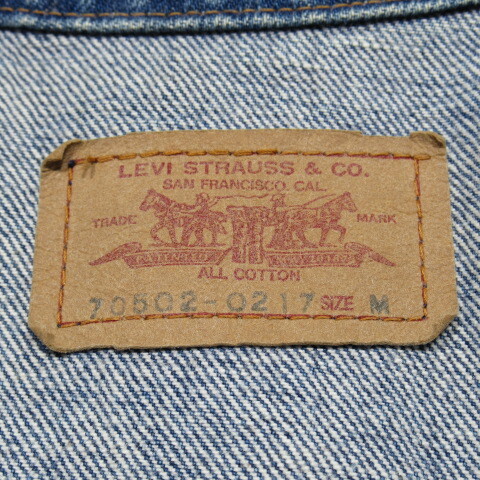 LEVI STRAUSS & CO.
SAN FRANCISCO, CAL.
TRADE MARK
ALL COTTON
70502-0217 SIZE M